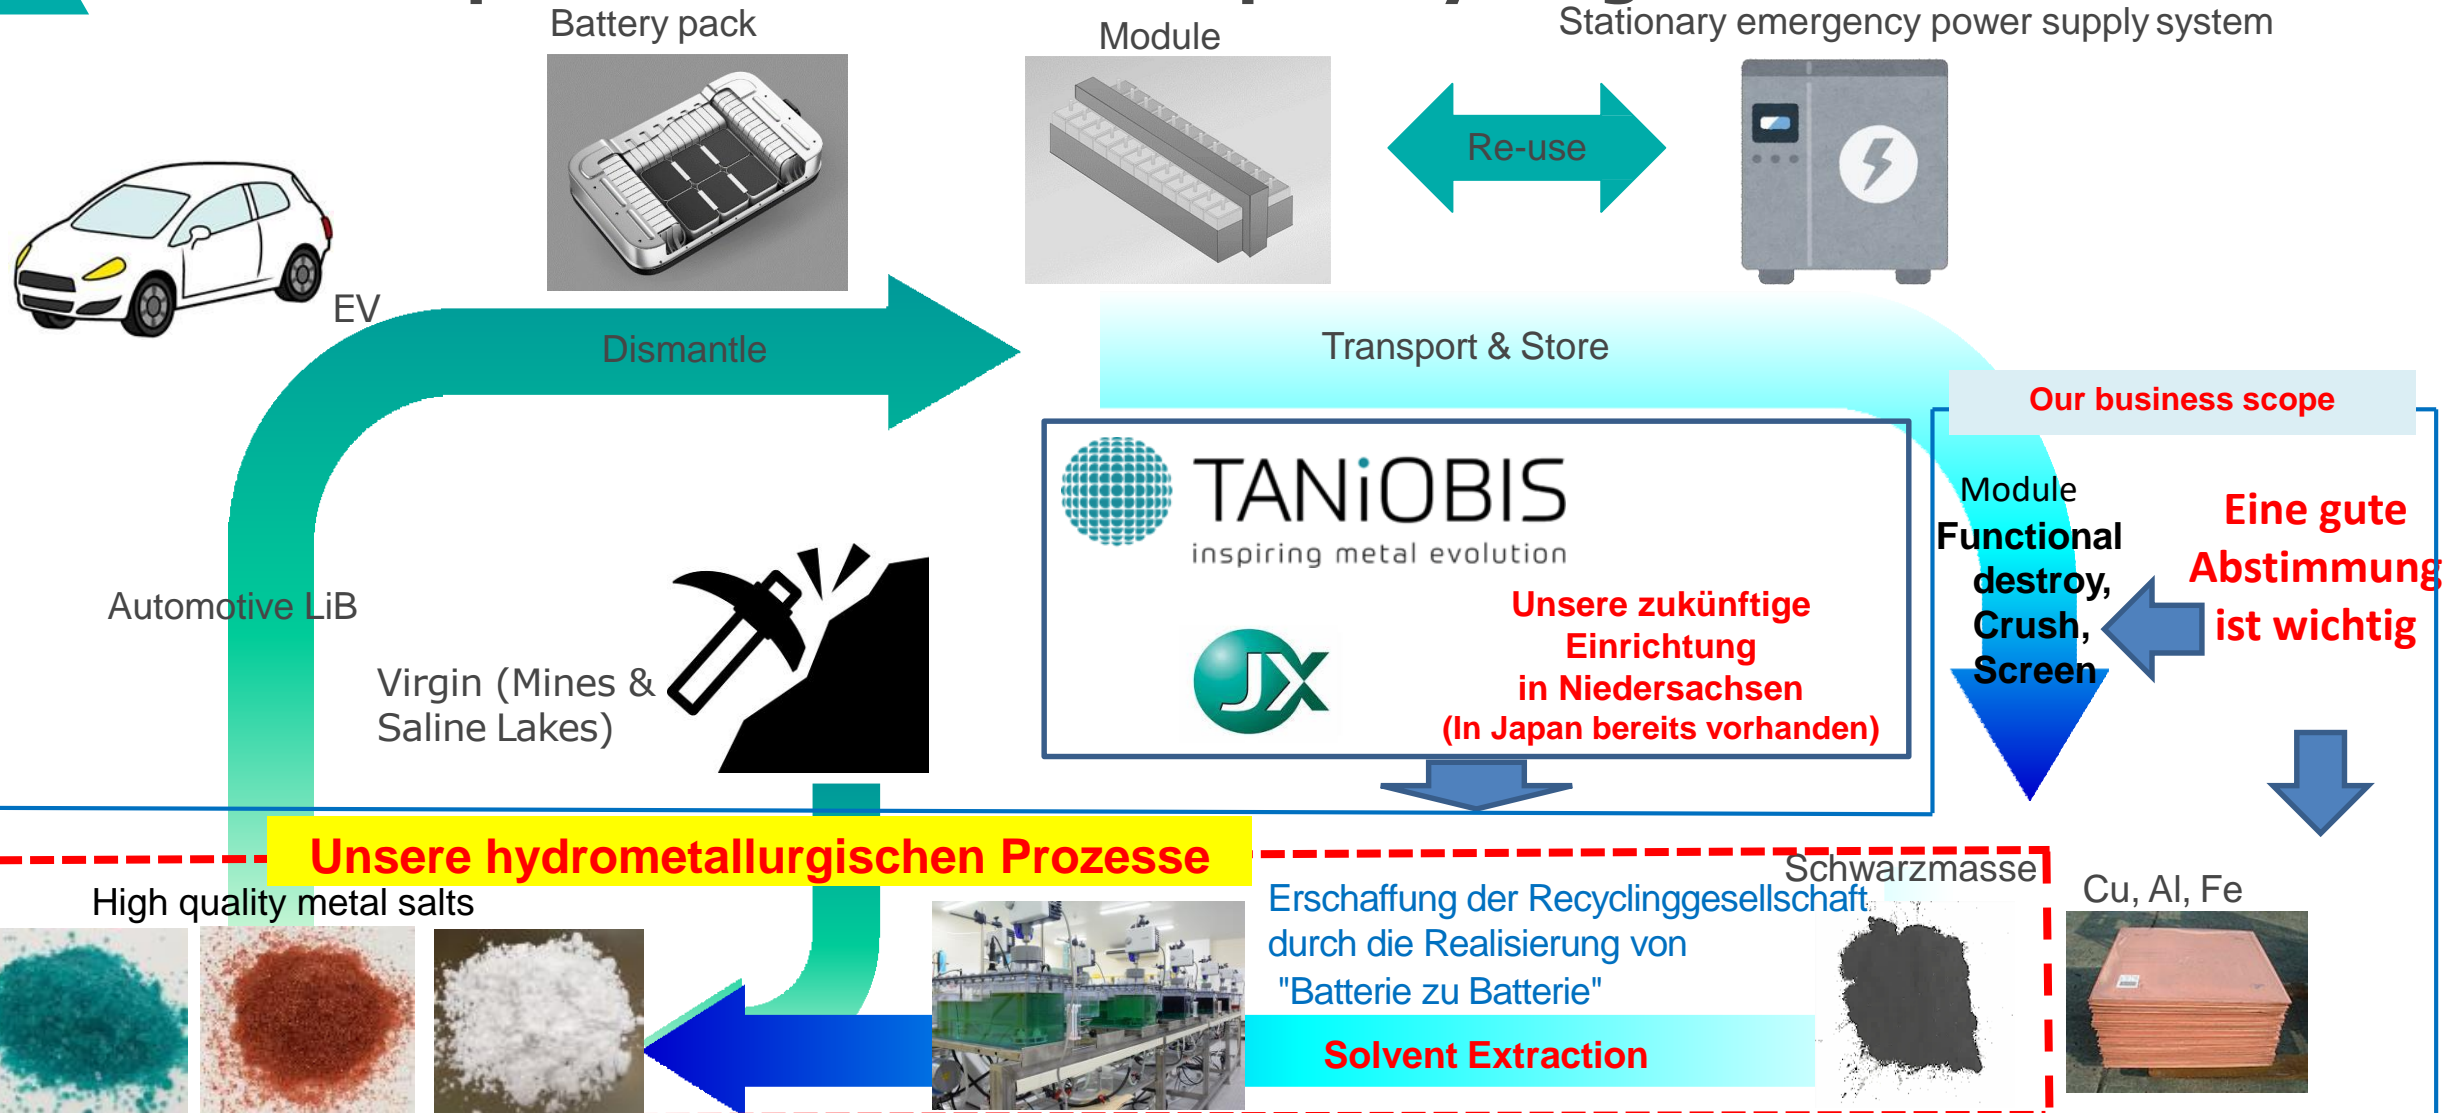 Battery pack
Module
Stationary emergency power supply system
Re-use
EV
Dismantle
Transport & Store
Our business scope
TANiOBIS
inspiring metal evolution
Module
Functional
destroy,
Crush,
Screen
Eine gute
Abstimmung
ist wichtig
Automotive LiB
Virgin (Mines &
Saline Lakes)
JX
Unsere zukünftige
Einrichtung
in Niedersachsen
(In Japan bereits vorhanden)
Unsere hydrometallurgischen Prozesse
High quality metal salts
Erschaffung der Recyclinggesellschaft
durch die Realisierung von
"Batterie zu Batterie"
Schwarzmasse
Cu, Al, Fe
Solvent Extraction